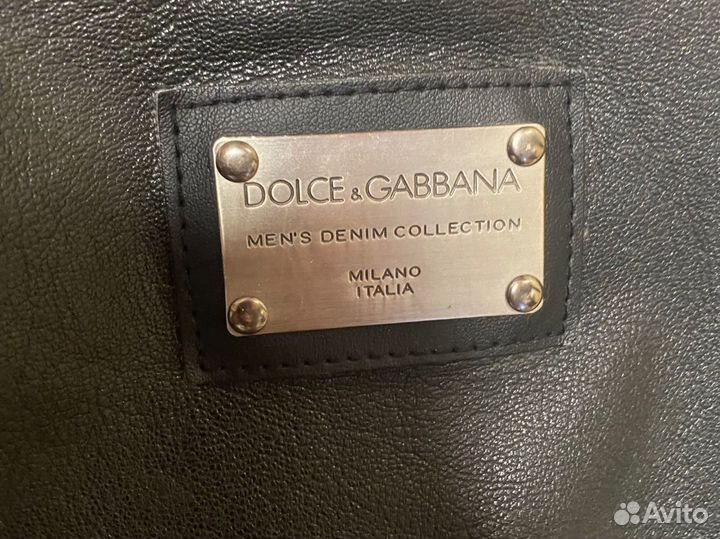 DOLCE & GABBANA
MEN'S DENIM COLLECTION
MILANO
ITALIA
Avito